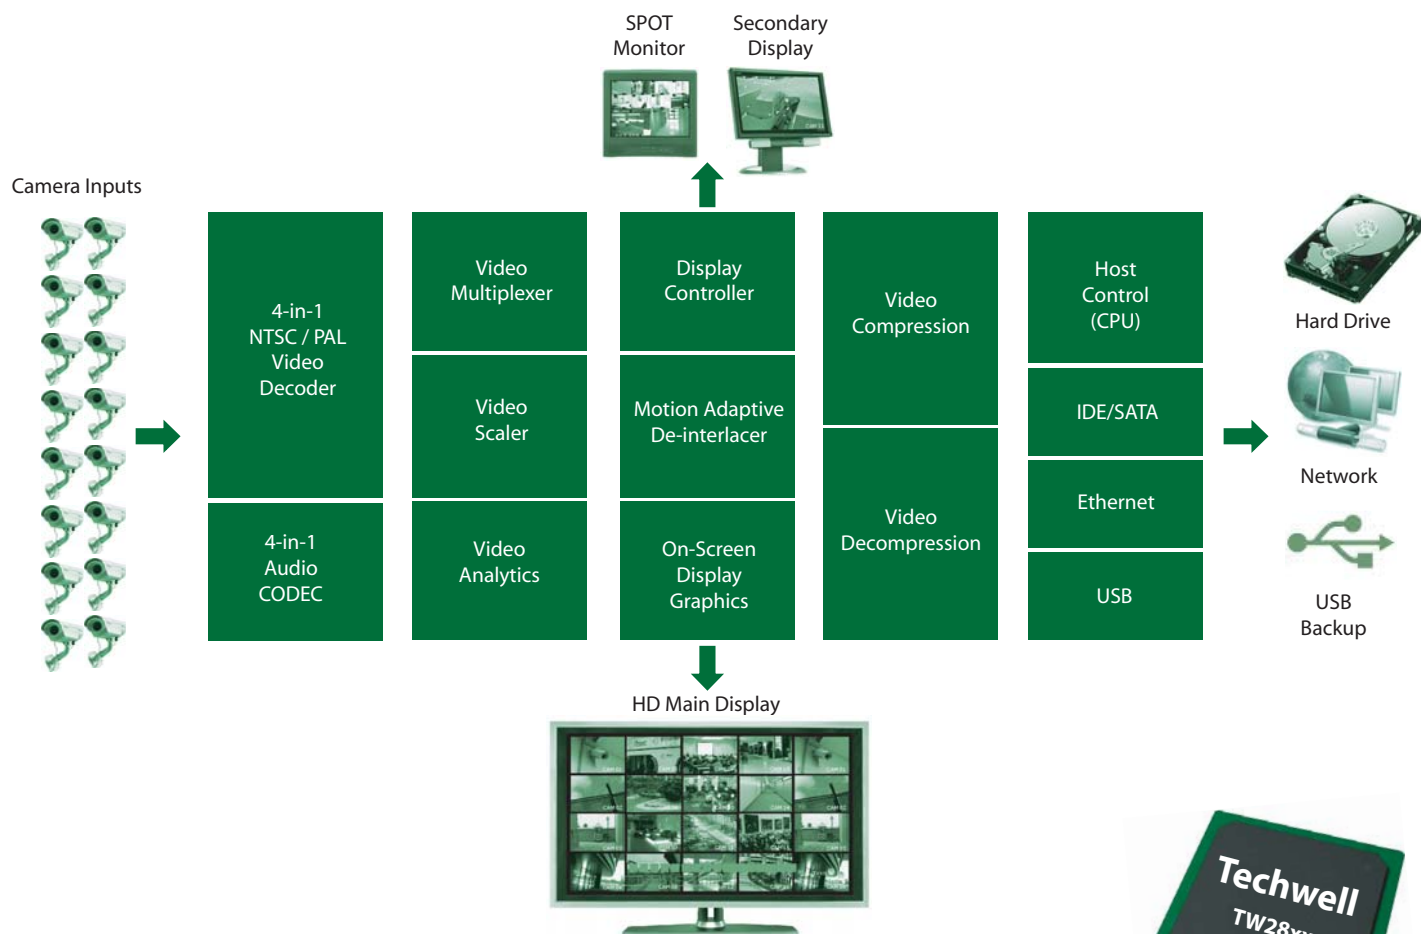 SPOT
Monitor
Secondary
Display
Camera Inputs
4-in-1
NTSC / PAL
Video
Decoder
4-in-1
Audio
CODEC
Video
Multiplexer
Video
Scaler
Video
Analytics
Display
Controller
Motion Adaptive
De-interlacer
On-Screen
Display
Graphics
Video
Compression
Video
Decompression
Host
Control
(CPU)
IDE/SATA
Ethernet
USB
Hard Drive
Network
USB
Backup
HD Main Display
Techwell
TW28xx